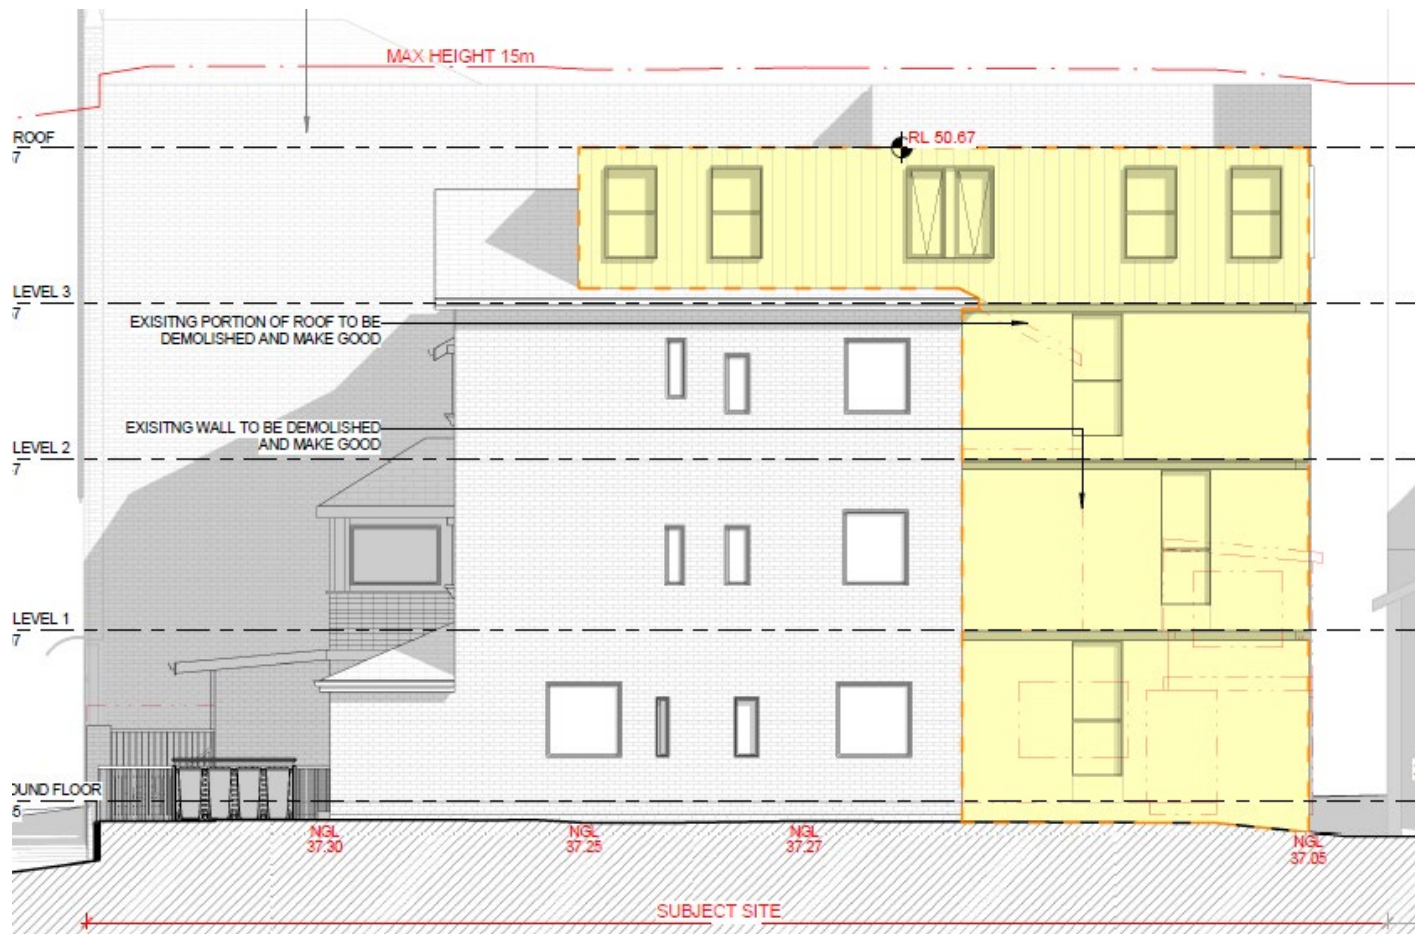 MAX HEIGHT 15m
ROOF
7
RL 50.67
LEVEL 3
7
EXISITNG PORTION OF ROOF TO BE
DEMOLISHED AND MAKE GOOD
EXISITNG WALL TO BE DEMOLISHED
AND MAKE GOOD
LEVEL 2
7
LEVEL 1
7
OUND FLOOR
5
NGL
37.30
NGL
37.25
NGL
37.27
NGL
37.05
SUBJECT SITE